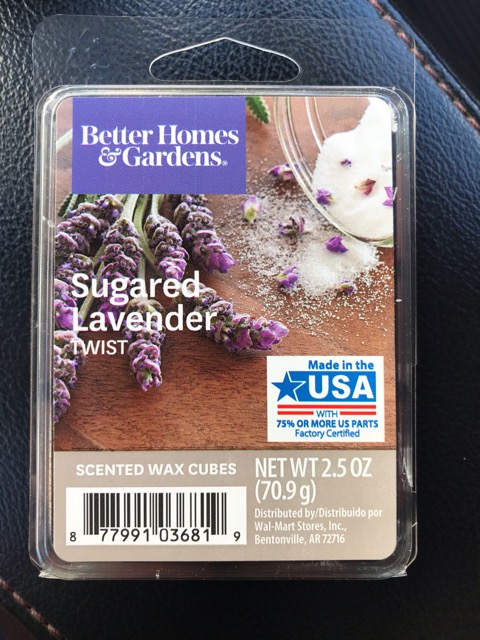 Better Homes
&Gardens®
Sugared
Lavender
TWIST
Made in the
USA
WITH
75% OR MORE US PARTS
Factory Certified
SCENTED WAX CUBES
NET WT 2.5 OZ
(70.9 g)
Distributed by/Distribuido por
Wal-Mart Stores, Inc.,
Bentonville, AR 72716
8 77991 03681 9